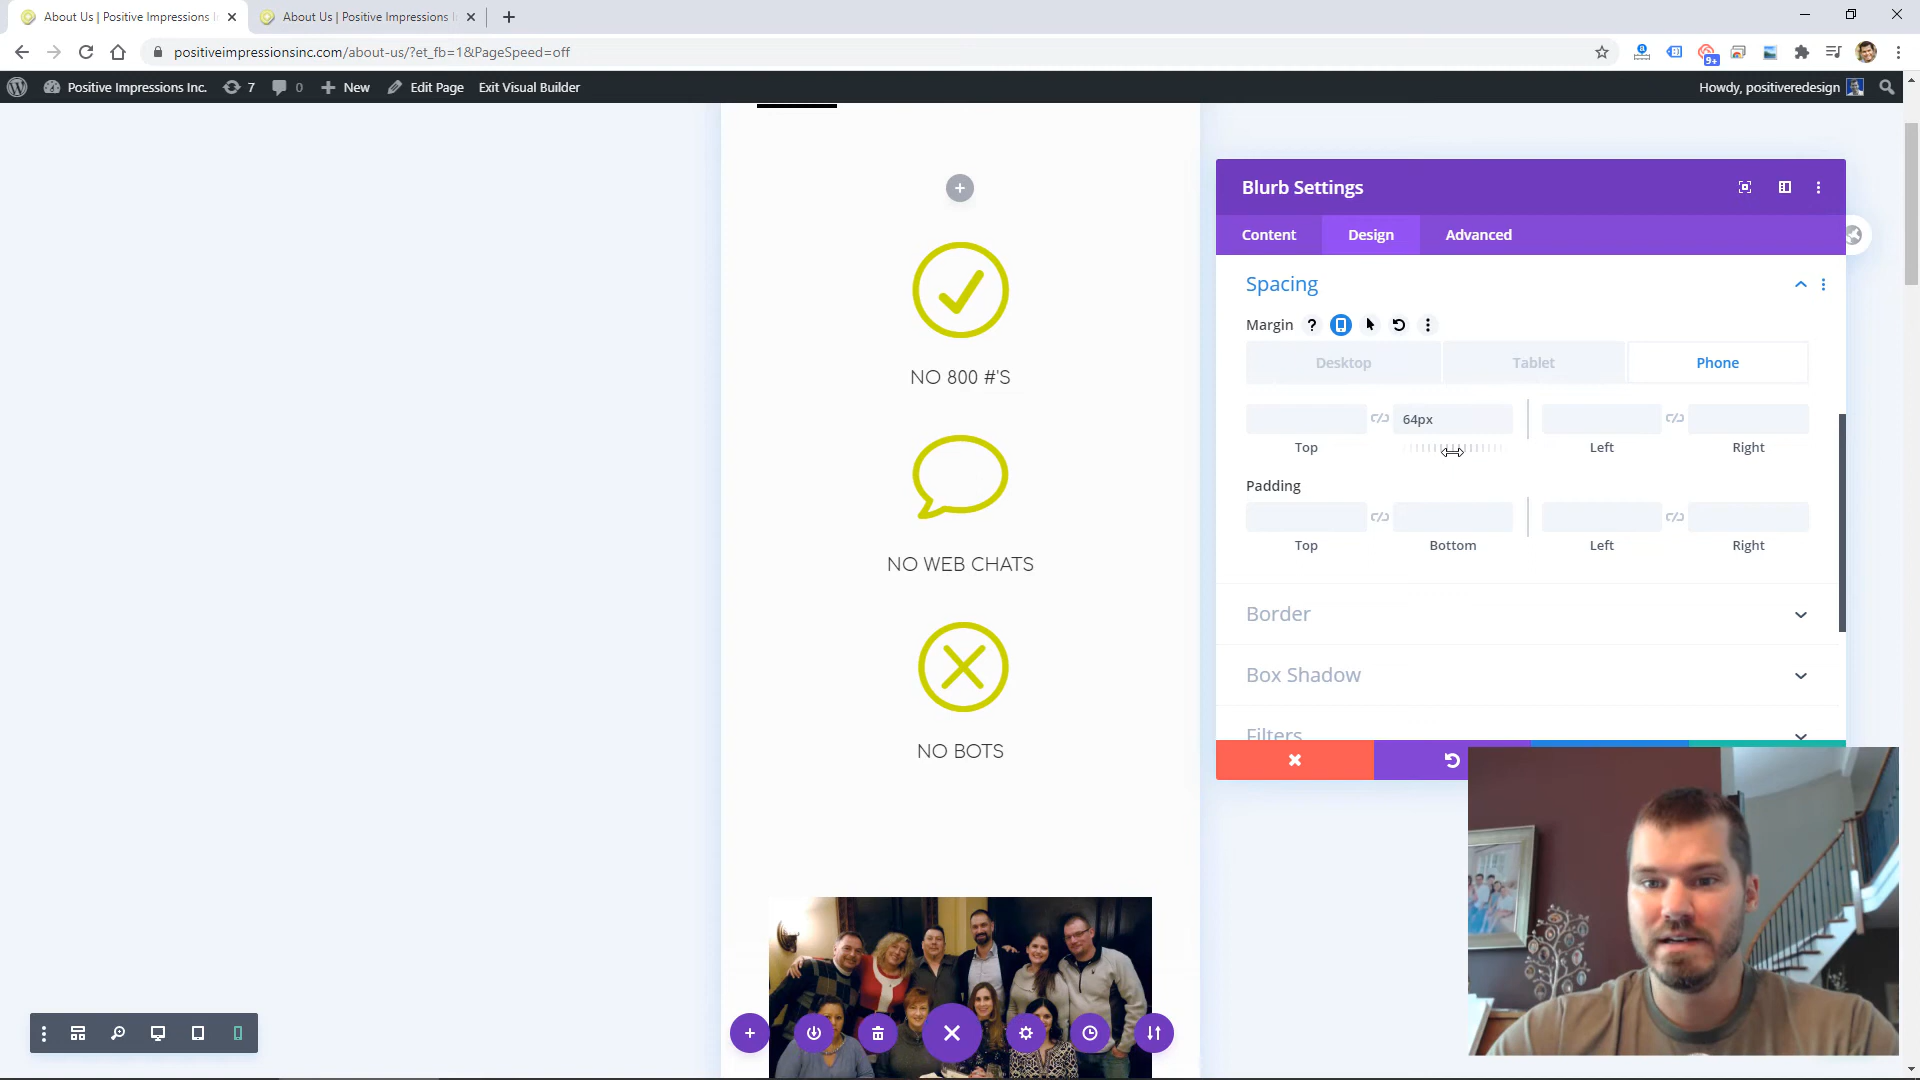 About Us | Positive Impressions I
About Us | Positive Impressions I
positiveimpressionsinc.com/about-us/?et_fb=1&PageSpeed=off
9+
Positive Impressions Inc.
7
0
New
Edit Page
Exit Visual Builder
Howdy, positiveredesign
NO 800 #'S
NO WEB CHATS
NO BOTS
Blurb Settings
Content
Design
Advanced
Spacing
Margin
?
Desktop
Tablet
Phone
64px
Top
Left
Right
Padding
Top
Bottom
Left
Right
Border
Box Shadow
Filters